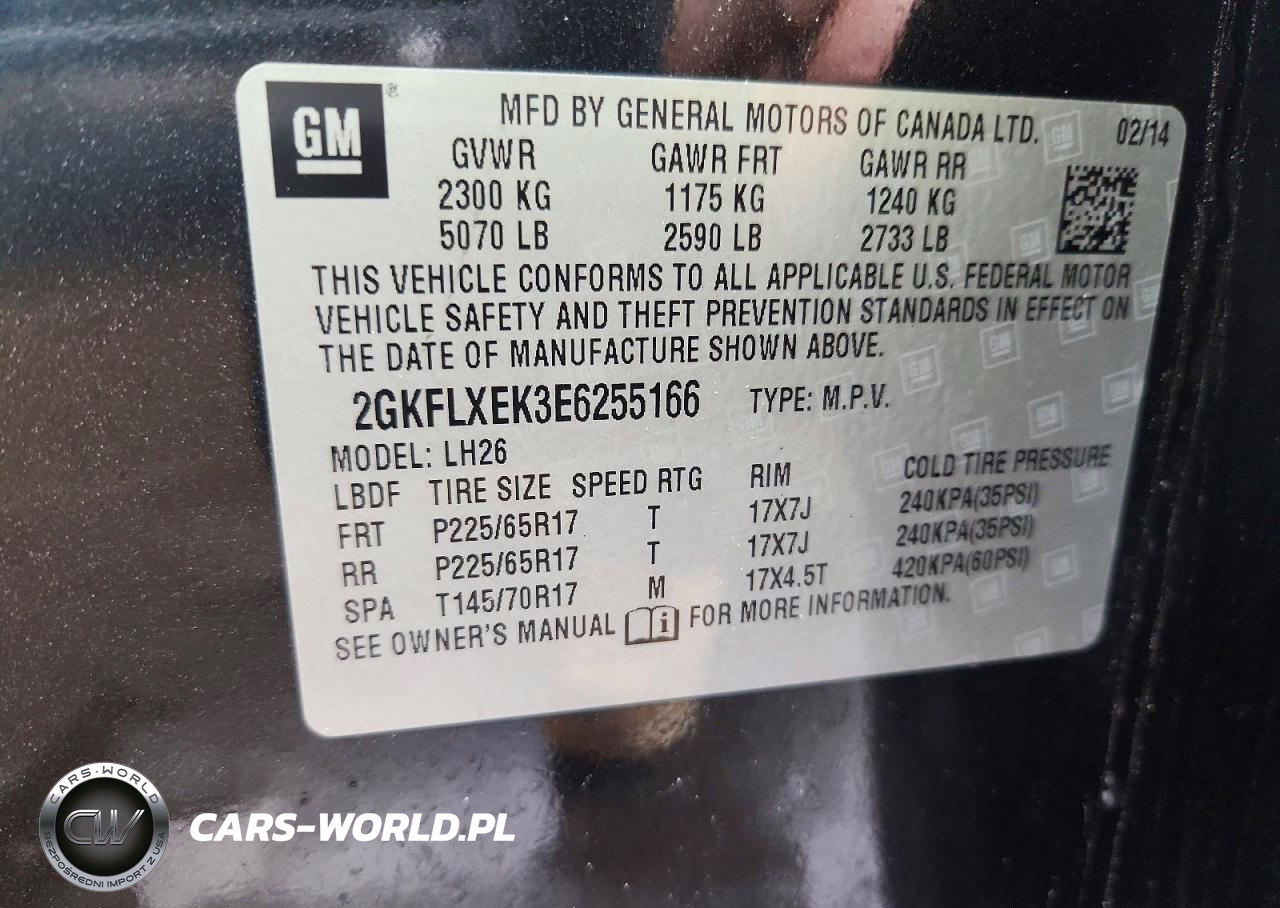 GM®
MFD BY GENERAL MOTORS OF CANADA LTD. 02/14
GVWR GAWR FRT GAWR RR
2300 KG 1175 KG 1240 KG
5070 LB 2590 LB 2733 LB
THIS VEHICLE CONFORMS TO ALL APPLICABLE U.S. FEDERAL MOTOR
VEHICLE SAFETY AND THEFT PREVENTION STANDARDS IN EFFECT ON
THE DATE OF MANUFACTURE SHOWN ABOVE.
2GKFLXEK3E6255166 TYPE: M.P.V.
MODEL: LH26
LBDF TIRE SIZE SPEED RTG RIM COLD TIRE PRESSURE
FRT P225/65R17 T 17X7J 240KPA(35PSI)
RR P225/65R17 T 17X7J 240KPA(35PSI)
SPA T145/70R17 M 17X4.5T 420KPA(60PSI)
SEE OWNER'S MANUAL i FOR MORE INFORMATION.
CARS-WORLD
CW
BEZPOŚREDNI IMPORT Z USA
CARS-WORLD.PL